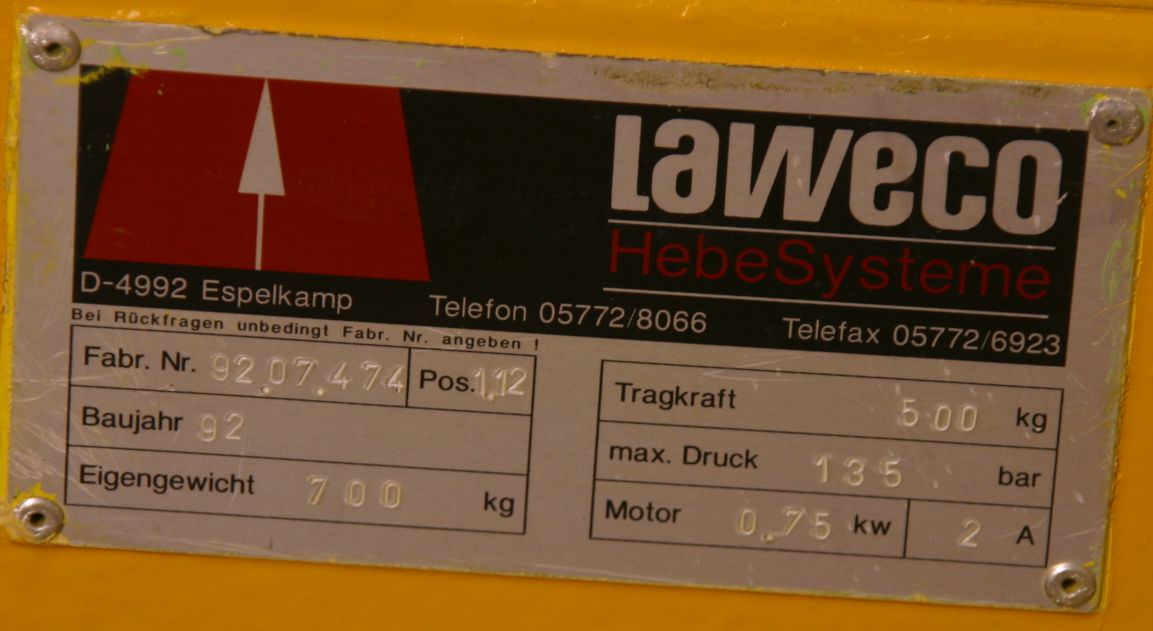 Laweco
HebeSysteme
D-4992 Espelkamp Telefon 05772/8066 Telefax 05772/6923
Bei Rückfragen unbedingt Fabr. Nr. angeben !
Fabr. Nr. 92.07.474 Pos. 1.12
Baujahr 92
Eigengewicht 700 kg
Tragkraft 500 kg
max. Druck 135 bar
Motor 0.75 kw 2 A